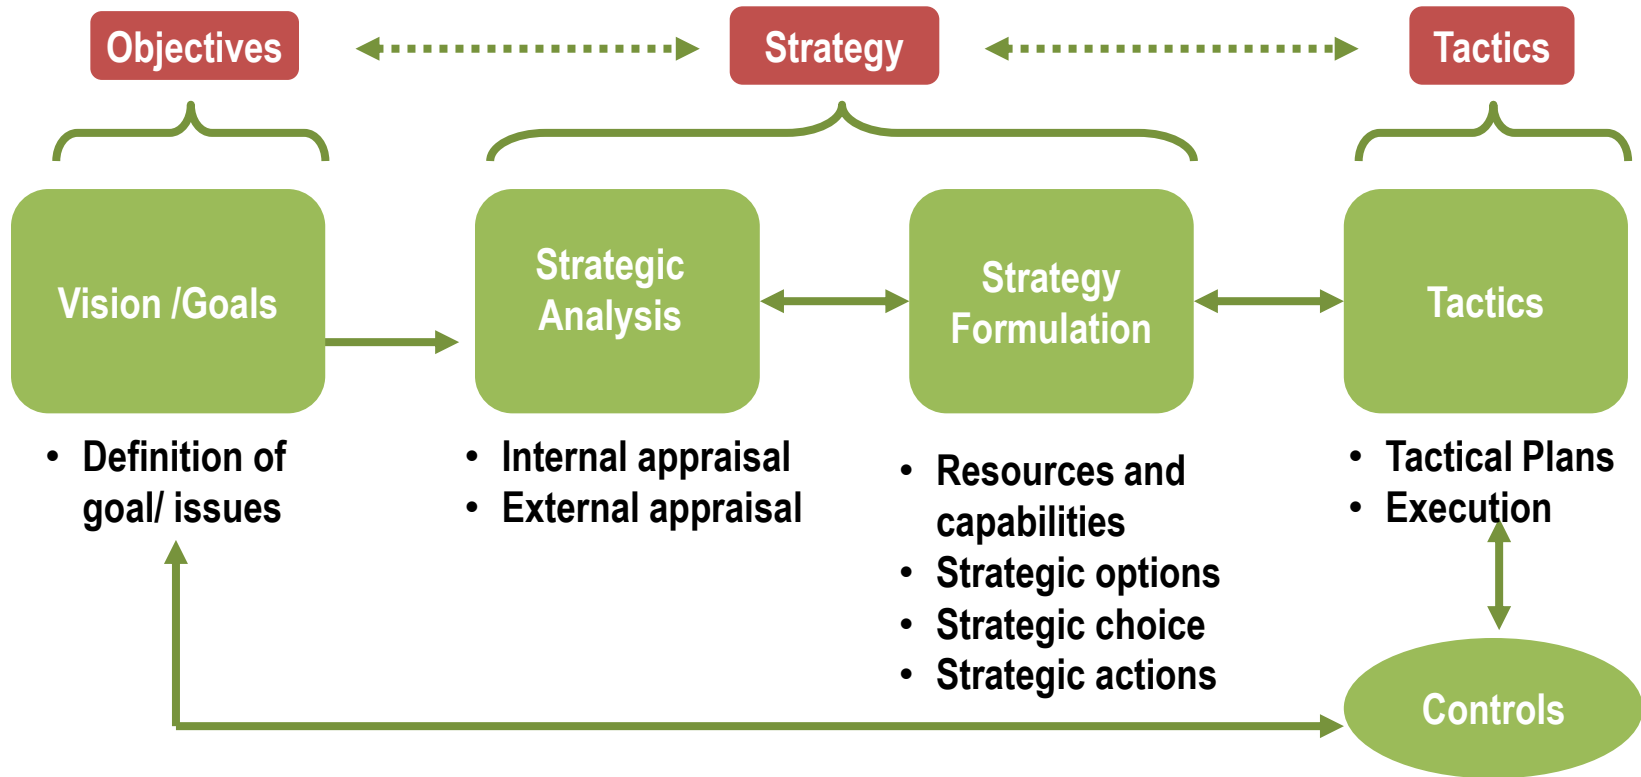 Objectives
Strategy
Tactics
Vision /Goals
Strategic
Analysis
Strategy
Formulation
Tactics
• Definition of
goal/ issues
• Internal appraisal
• External appraisal
• Resources and
capabilities
• Strategic options
• Strategic choice
• Strategic actions
• Tactical Plans
• Execution
Controls